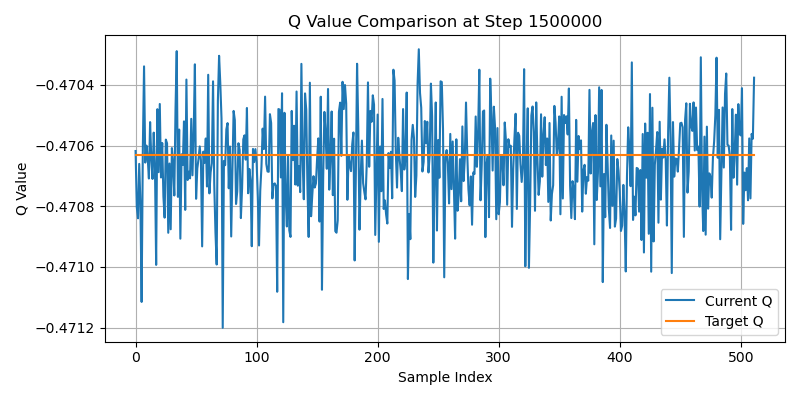 Q Value Comparison at Step 1500000
Q Value
−0.4704
−0.4706
−0.4708
−0.4710
−0.4712
0
100
200
300
400
500
Sample Index
Current Q
Target Q